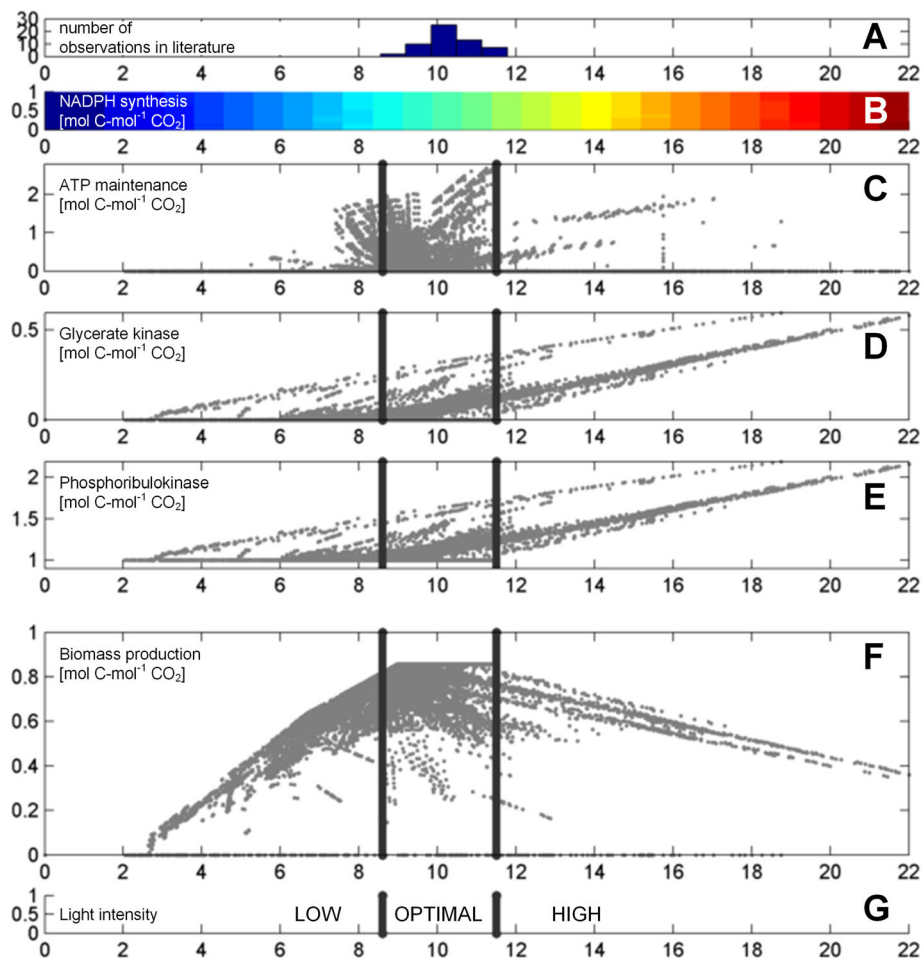 30
20
10
0
number of
observations in literature
A
0 2 4 6 8 10 12 14 16 18 20 22
1
0.5
0
NADPH synthesis
[mol C-mol⁻¹ CO₂]
B
0 2 4 6 8 10 12 14 16 18 20 22
2
1
0
ATP maintenance
[mol C-mol⁻¹ CO₂]
C
0 2 4 6 8 10 12 14 16 18 20 22
0.5
0
Glycerate kinase
[mol C-mol⁻¹ CO₂]
D
0 2 4 6 8 10 12 14 16 18 20 22
2
1.5
1
Phosphoribulokinase
[mol C-mol⁻¹ CO₂]
E
0 2 4 6 8 10 12 14 16 18 20 22
1
0.8
0.6
0.4
0.2
0
Biomass production
[mol C-mol⁻¹ CO₂]
F
0 2 4 6 8 10 12 14 16 18 20 22
1
0.5
0
Light intensity LOW OPTIMAL HIGH G
0 2 4 6 8 10 12 14 16 18 20 22